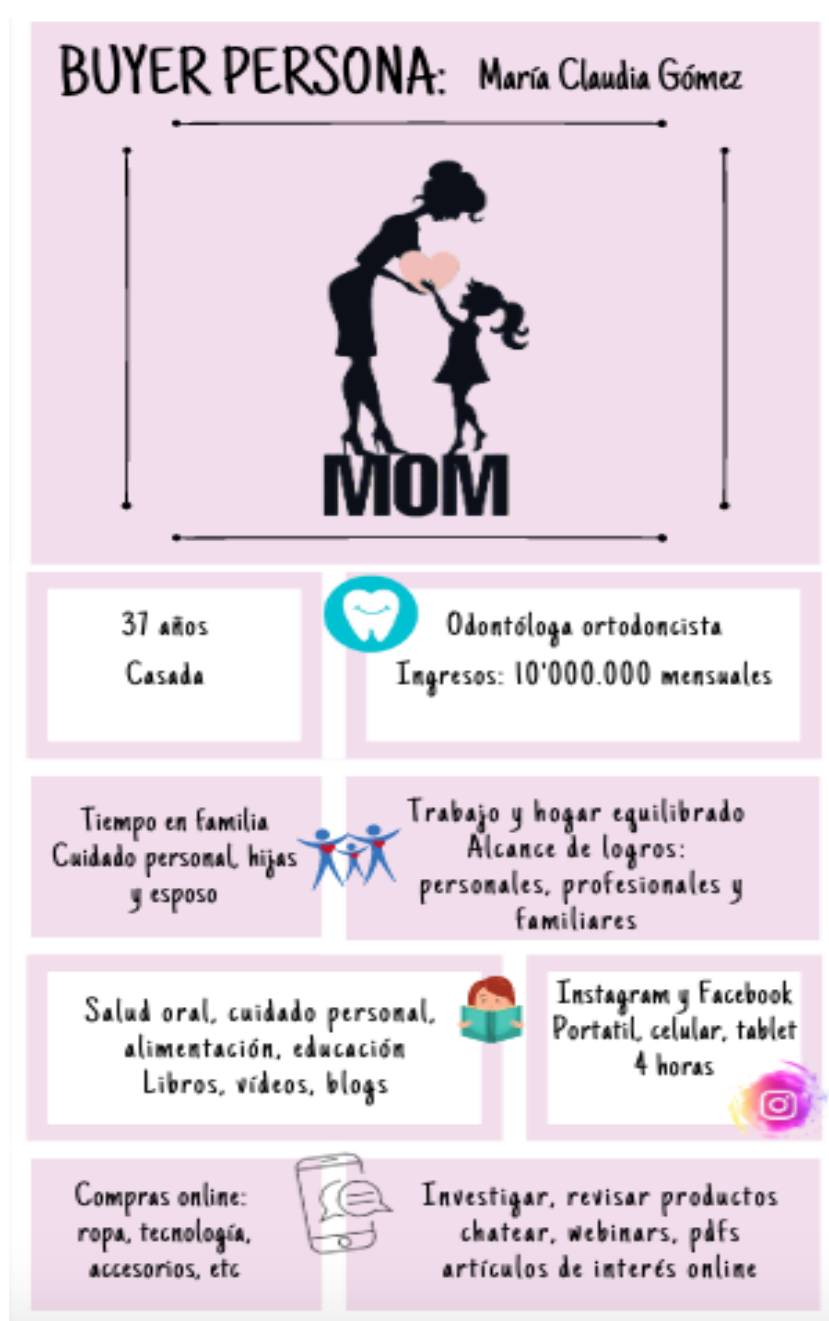 BUYER PERSONA: María Claudia Gómez
MOM
37 años
Casada
Odontóloga ortodoncista
Ingresos: 10'000.000 mensuales
Tiempo en familia
Cuidado personal, hijas
y esposo
Trabajo y hogar equilibrado
Alcance de logros:
personales, profesionales y
familiares
Salud oral, cuidado personal,
alimentación, educación
Libros, vídeos, blogs
Instagram y Facebook
Portatil, celular, tablet
4 horas
Compras online:
ropa, tecnología,
accesorios, etc
Investigar, revisar productos
chatear, webinars, pdfs
artículos de interés online